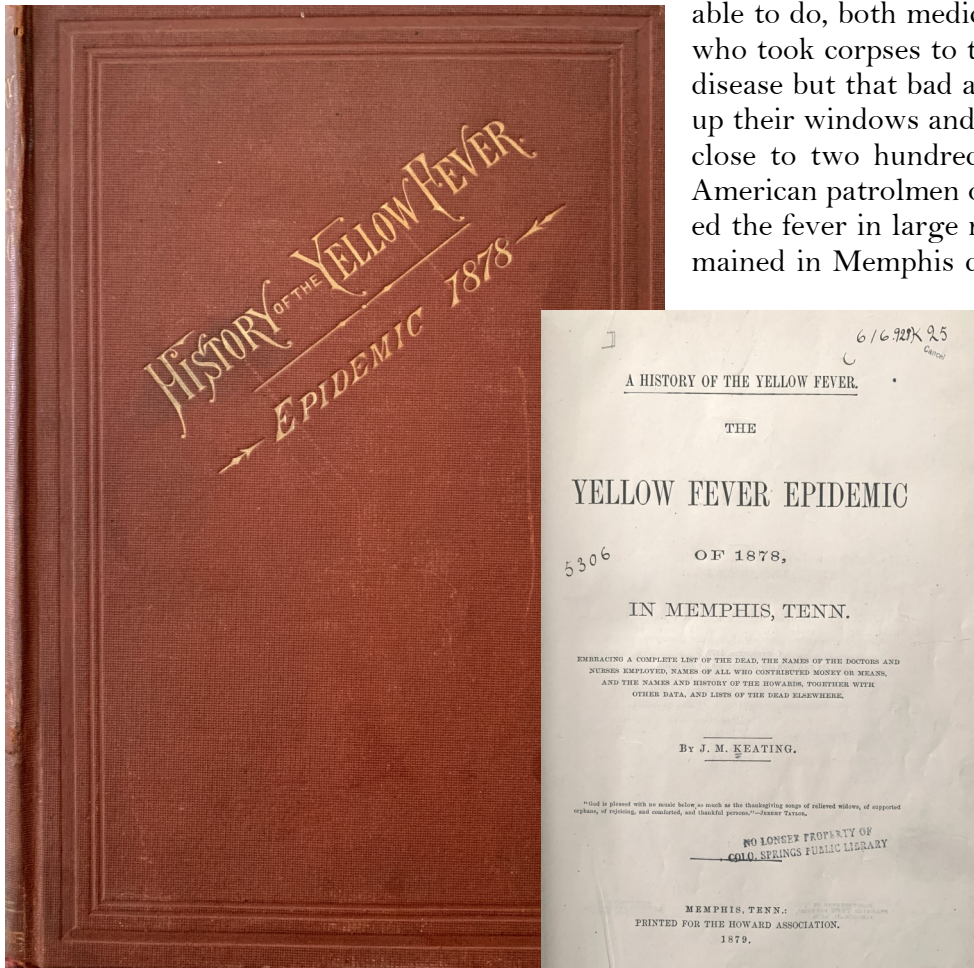 HISTORY OF THE YELLOW FEVER.
EPIDEMIC 1878
able to do, both medic
who took corpses to t
disease but that bad a
up their windows and
close to two hundred
American patrolmen o
ed the fever in large n
mained in Memphis d
616.928 K 25
Cancel
A HISTORY OF THE YELLOW FEVER.
THE
YELLOW FEVER EPIDEMIC
OF 1878,
5306
IN MEMPHIS, TENN.
EMBRACING A COMPLETE LIST OF THE DEAD, THE NAMES OF THE DOCTORS AND
NURSES EMPLOYED, NAMES OF ALL WHO CONTRIBUTED MONEY OR MEANS,
AND THE NAMES AND HISTORY OF THE HOWARDS, TOGETHER WITH
OTHER DATA, AND LISTS OF THE DEAD ELSEWHERE.
BY J. M. KEATING.
"God is pleased with no music below so much as the thanksgiving songs of relieved widows, of supported
orphans, of rejoicing, and comforted, and thankful persons."—JEREMY TAYLOR.
NO LONGER PROPERTY OF
COLO. SPRINGS PUBLIC LIBRARY
MEMPHIS, TENN.:
PRINTED FOR THE HOWARD ASSOCIATION.
1879.